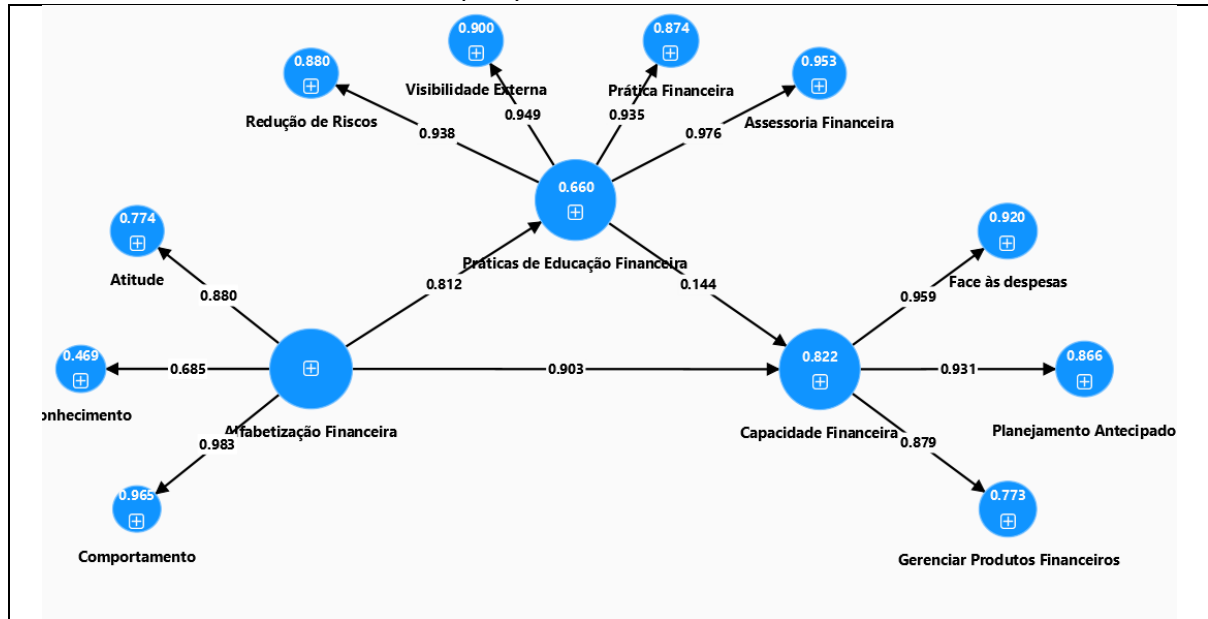 0.900
0.874
0.880
0.953
Visibilidade Externa
Prática Financeira
Redução de Riscos
Assessoria Financeira
0.949
0.935
0.938
0.976
0.660
0.774
0.920
Práticas de Educação Financeira
Atitude
Face às despesas
0.880
0.812
0.144
0.959
0.469
0.685
0.903
0.822
0.931
0.866
onhecimento
Alfabetização Financeira
Capacidade Financeira
Planejamento Antecipado
0.983
0.879
0.965
0.773
Comportamento
Gerenciar Produtos Financeiros